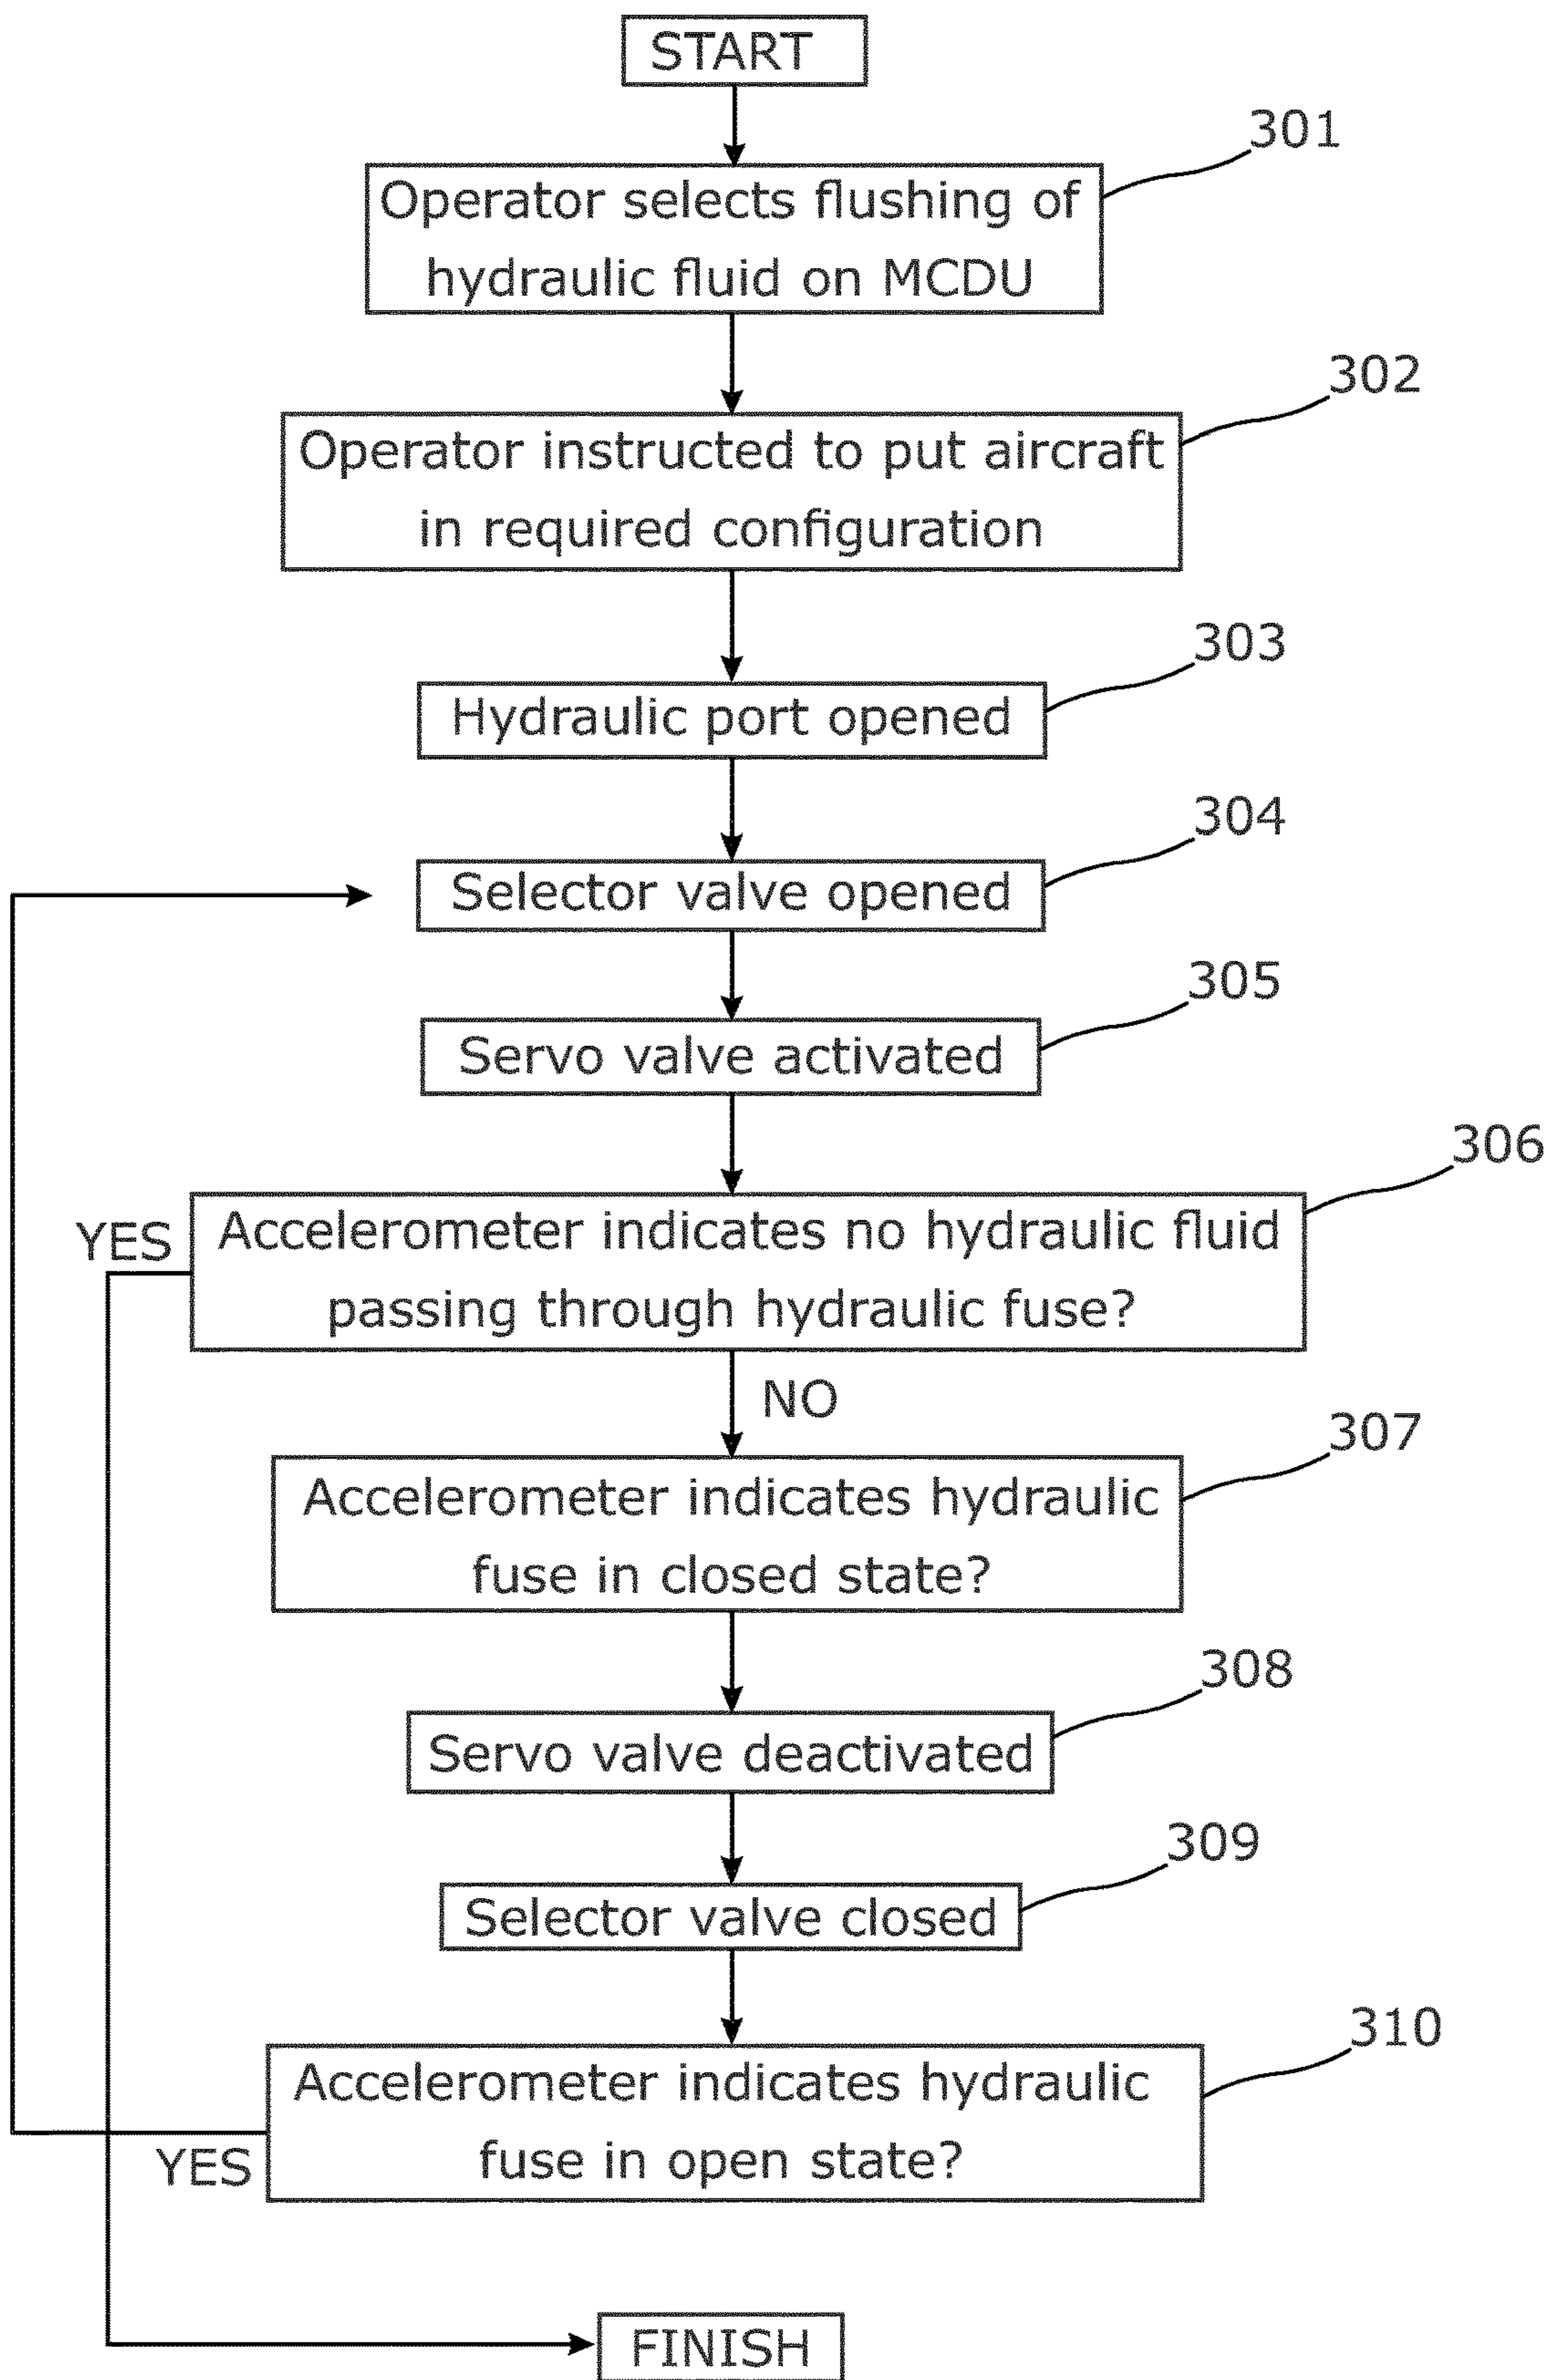 START
301
Operator selects flushing of
hydraulic fluid on MCDU
302
Operator instructed to put aircraft
in required configuration
303
Hydraulic port opened
304
Selector valve opened
305
Servo valve activated
306
YES
Accelerometer indicates no hydraulic fluid
passing through hydraulic fuse?
NO
307
Accelerometer indicates hydraulic
fuse in closed state?
308
Servo valve deactivated
309
Selector valve closed
310
Accelerometer indicates hydraulic
fuse in open state?
YES
FINISH